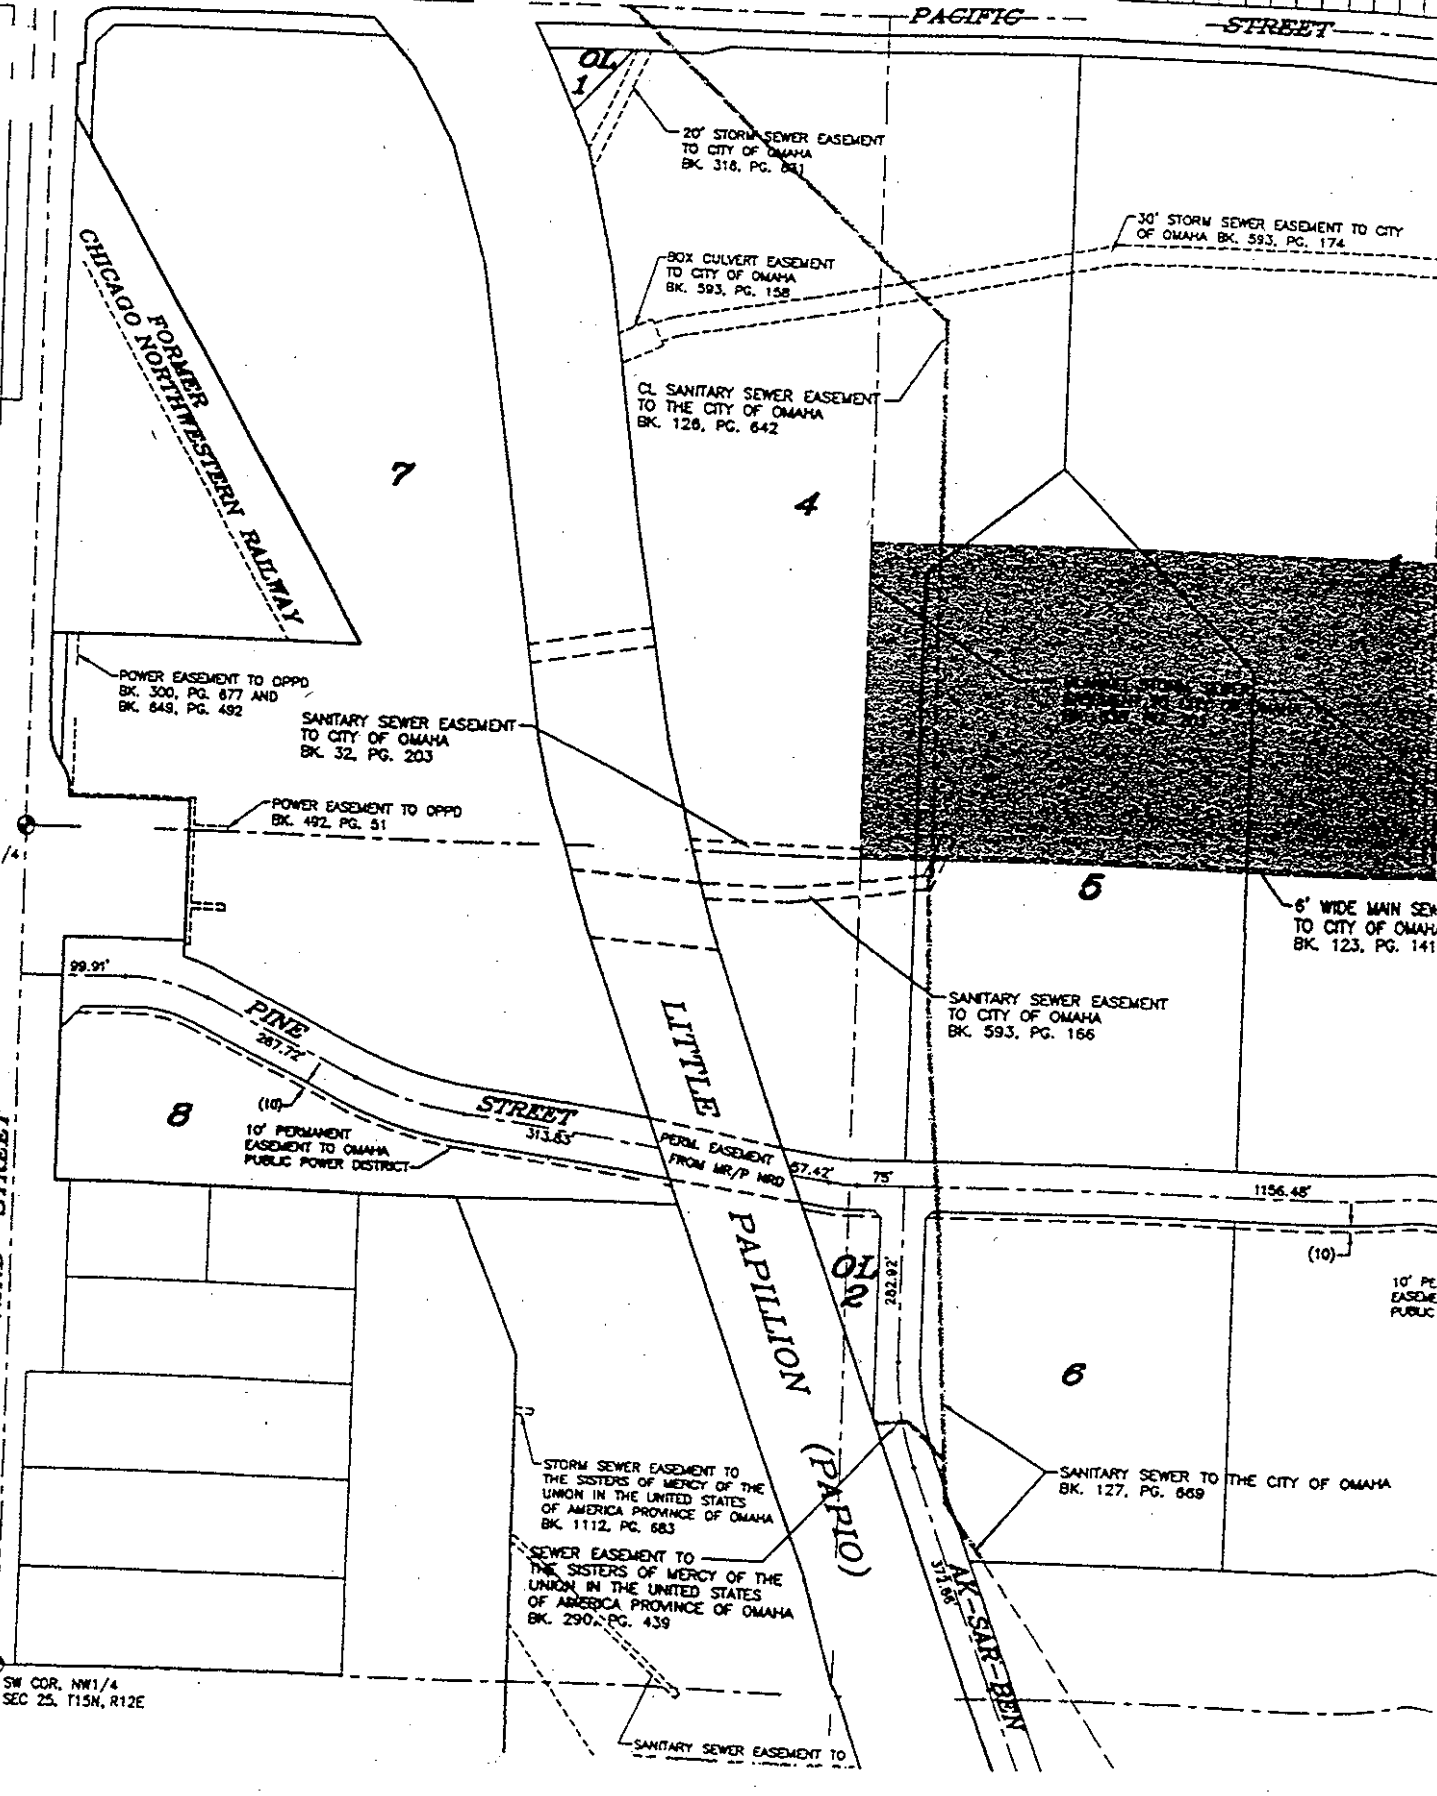 PACIFIC STREET
OL
1
20' STORM SEWER EASEMENT
TO CITY OF OMAHA
BK. 318, PG.
30' STORM SEWER EASEMENT TO CITY
OF OMAHA BK. 593, PG. 174
BOX CULVERT EASEMENT
TO CITY OF OMAHA
BK. 593, PG. 158
FORMER
CHICAGO NORTHWESTERN RAILWAY
CL SANITARY SEWER EASEMENT
TO THE CITY OF OMAHA
BK. 126, PG. 642
7
4
1
POWER EASEMENT TO OPPD
BK. 300, PG. 677 AND
BK. 649, PG. 492
SANITARY SEWER EASEMENT
TO CITY OF OMAHA
BK. 32, PG. 203
POWER EASEMENT TO OPPD
BK. 492, PG. 51
/4
5
6' WIDE MAIN SEW
TO CITY OF OMAHA
BK. 123, PG. 141
99.91'
SANITARY SEWER EASEMENT
TO CITY OF OMAHA
BK. 593, PG. 166
PINE
267.72'
STREET
313.83'
8
(10)
10' PERMANENT
EASEMENT TO OMAHA
PUBLIC POWER DISTRICT
PERM. EASEMENT
FROM MR/P NRD
57.42'
75'
1156.48'
(10)
10' PE
EASEME
PUBLIC
LITTLE PAPILLION (PAPIO)
OL
2
282.92'
6
STREET
STORM SEWER EASEMENT TO
THE SISTERS OF MERCY OF THE
UNION IN THE UNITED STATES
OF AMERICA PROVINCE OF OMAHA
BK. 1112, PG. 683
SEWER EASEMENT TO
THE SISTERS OF MERCY OF THE
UNION IN THE UNITED STATES
OF AMERICA PROVINCE OF OMAHA
BK. 290, PG. 439
SANITARY SEWER TO THE CITY OF OMAHA
BK. 127, PG. 669
AK-SAR-BEN
SW COR, NW1/4
SEC 25, T15N, R12E
SANITARY SEWER EASEMENT TO